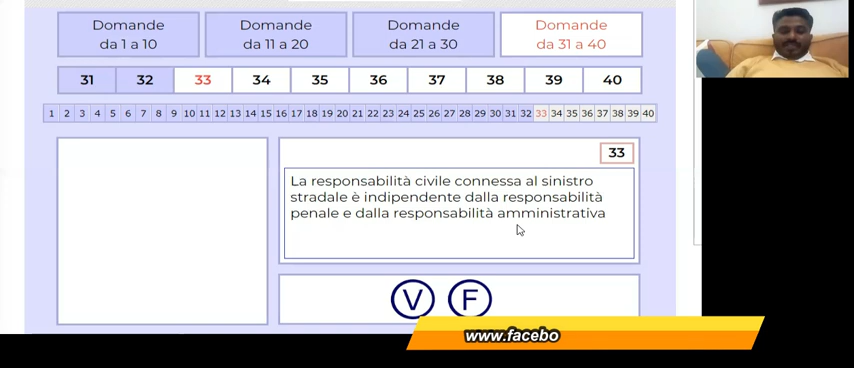 Domande
da 1 a 10
Domande
da 11 a 20
Domande
da 21 a 30
Domande
da 31 a 40
31 32 33 34 35 36 37 38 39 40
1 2 3 4 5 6 7 8 9 10 11 12 13 14 15 16 17 18 19 20 21 22 23 24 25 26 27 28 29 30 31 32 33 34 35 36 37 38 39 40
33
La responsabilità civile connessa al sinistro
stradale è indipendente dalla responsabilità
penale e dalla responsabilità amministrativa
V F
www.facebo